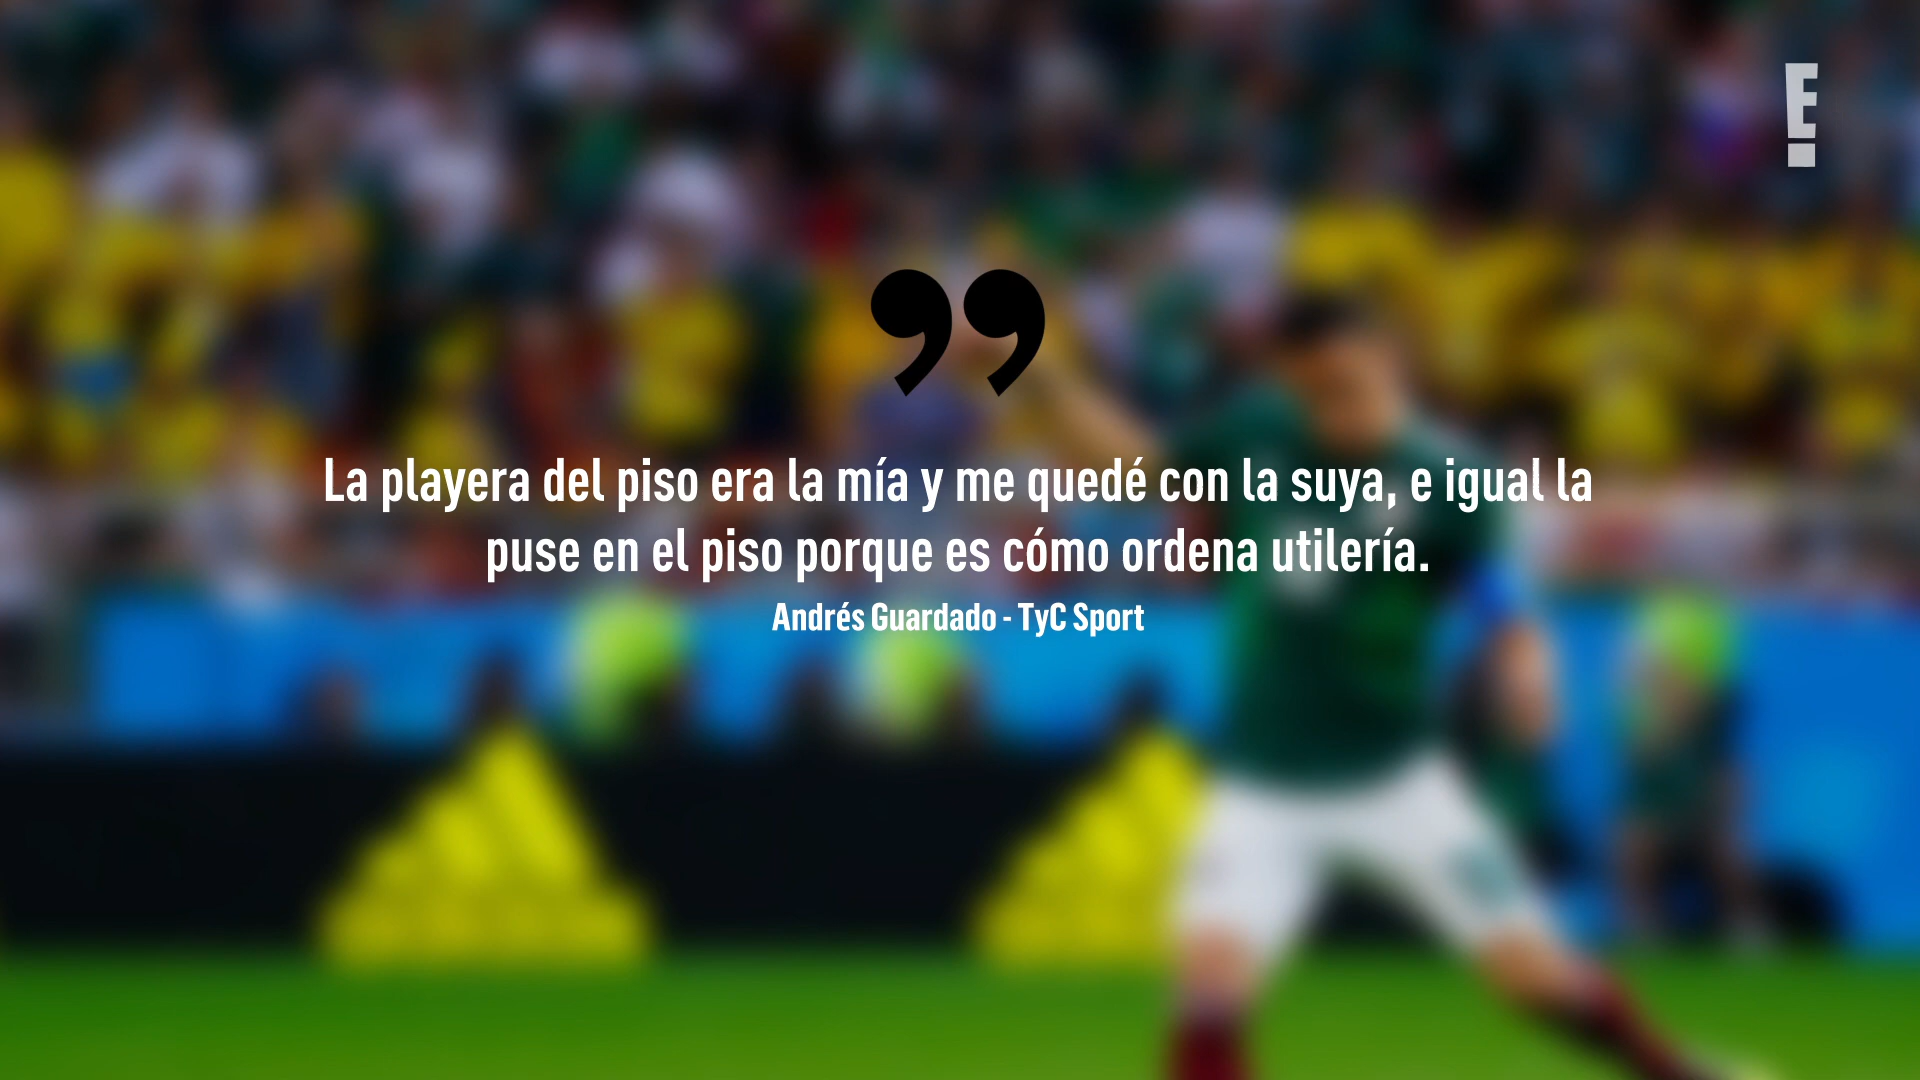 E!
”
La playera del piso era la mía y me quedé con la suya, e igual la
puse en el piso porque es cómo ordena utilería.
Andrés Guardado - TyC Sport